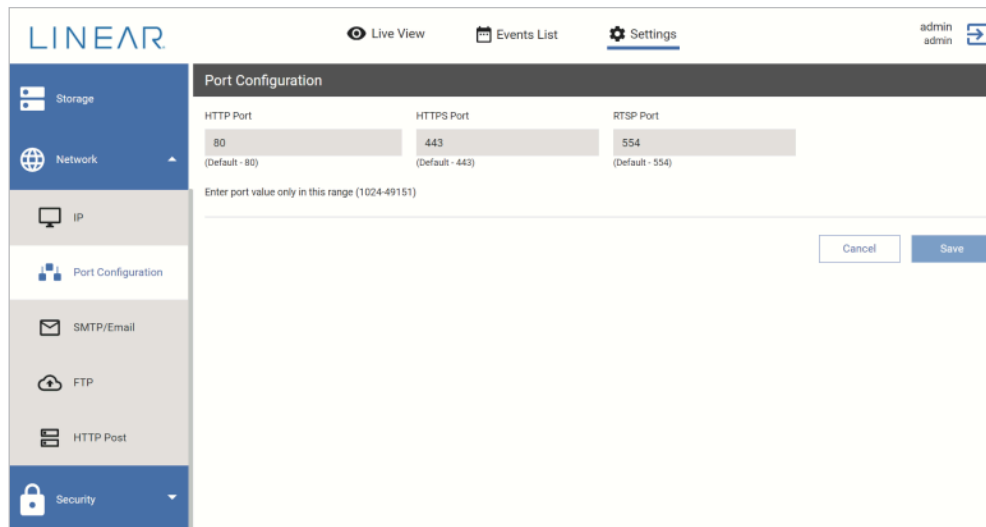 LINEAR
Live View
Events List
Settings
admin
admin
Storage
Network
IP
Port Configuration
SMTP/Email
FTP
HTTP Post
Security
Port Configuration
HTTP Port
HTTPS Port
RTSP Port
80
443
554
(Default - 80)
(Default - 443)
(Default - 554)
Enter port value only in this range (1024-49151)
Cancel
Save